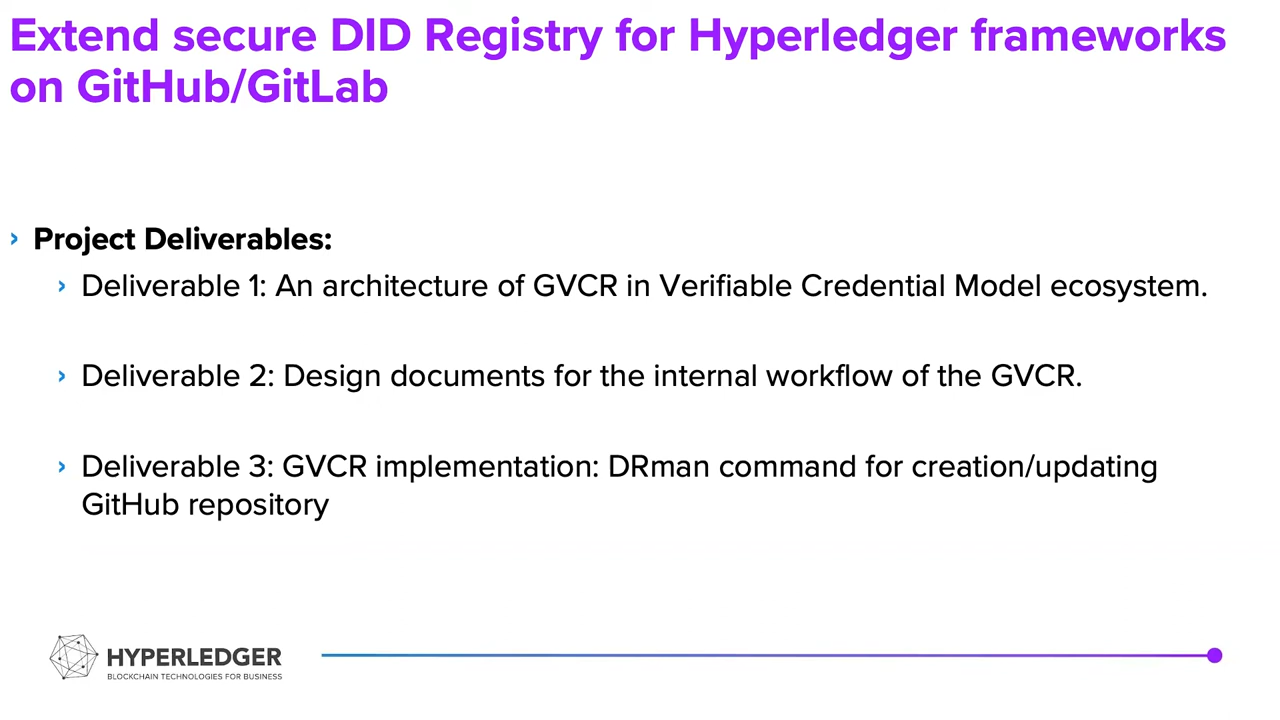 Extend secure DID Registry for Hyperledger frameworks
on GitHub/GitLab
› Project Deliverables:
› Deliverable 1: An architecture of GVCR in Verifiable Credential Model ecosystem.
› Deliverable 2: Design documents for the internal workflow of the GVCR.
› Deliverable 3: GVCR implementation: DRman command for creation/updating
GitHub repository
HYPERLEDGER
BLOCKCHAIN TECHNOLOGIES FOR BUSINESS